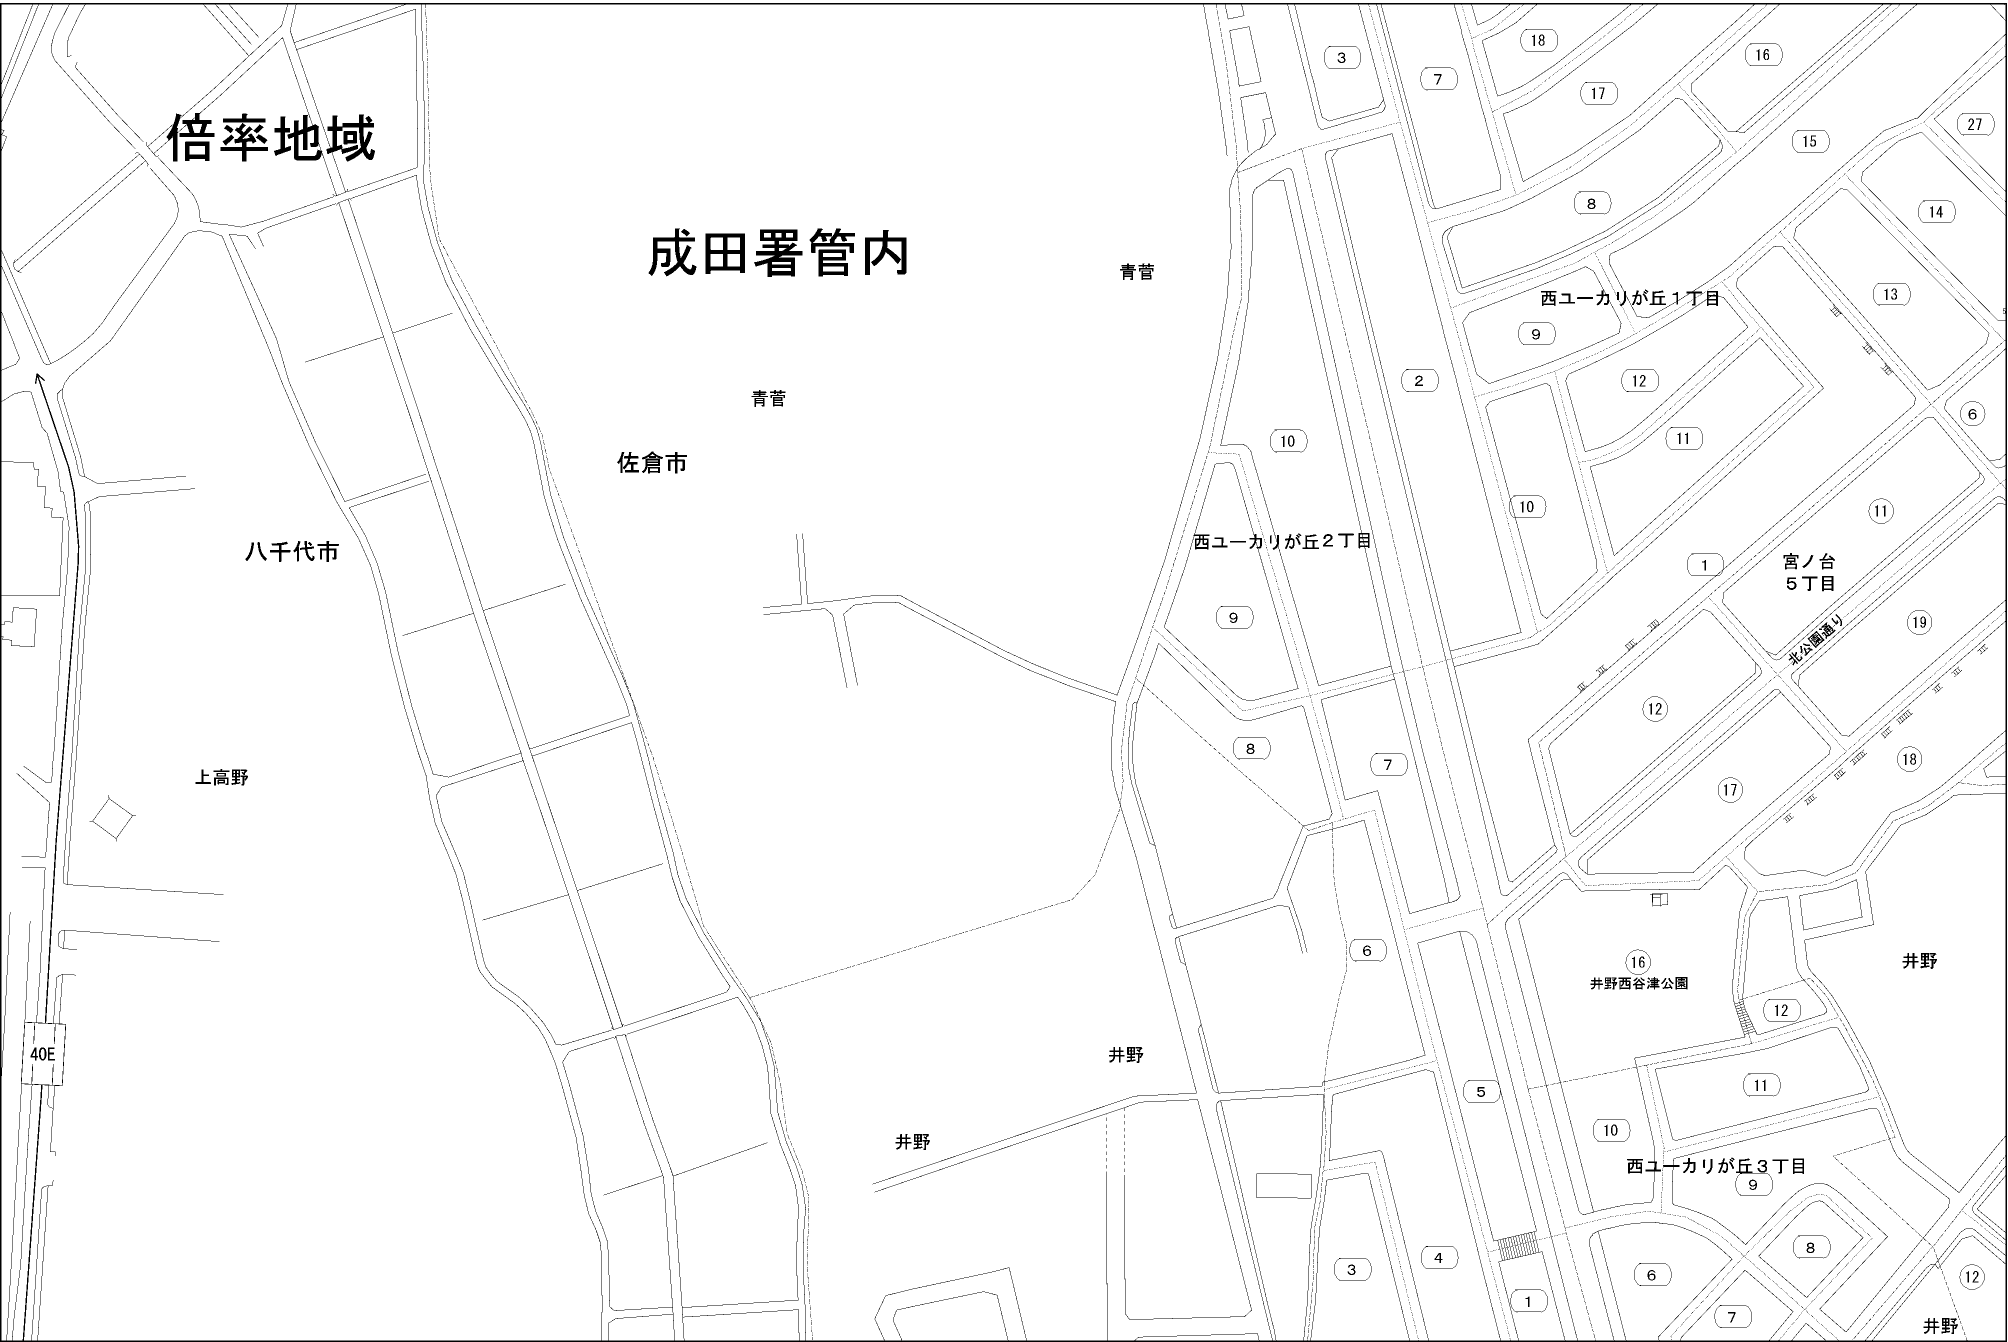 18
16
3
7
17
27
倍率地域
15
8
14
成田署管内
青菅
13
西ユーカリが丘１丁目
9
2
12
青菅
6
10
11
佐倉市
10
11
西ユーカリが丘２丁目
八千代市
1
宮ノ台
５丁目
9
19
北公園通り
12
8
18
7
上高野
17
6
16
井野
井野西谷津公園
12
40E
井野
11
5
10
井野
西ユーカリが丘３丁目
9
8
4
3
6
12
1
7
井野